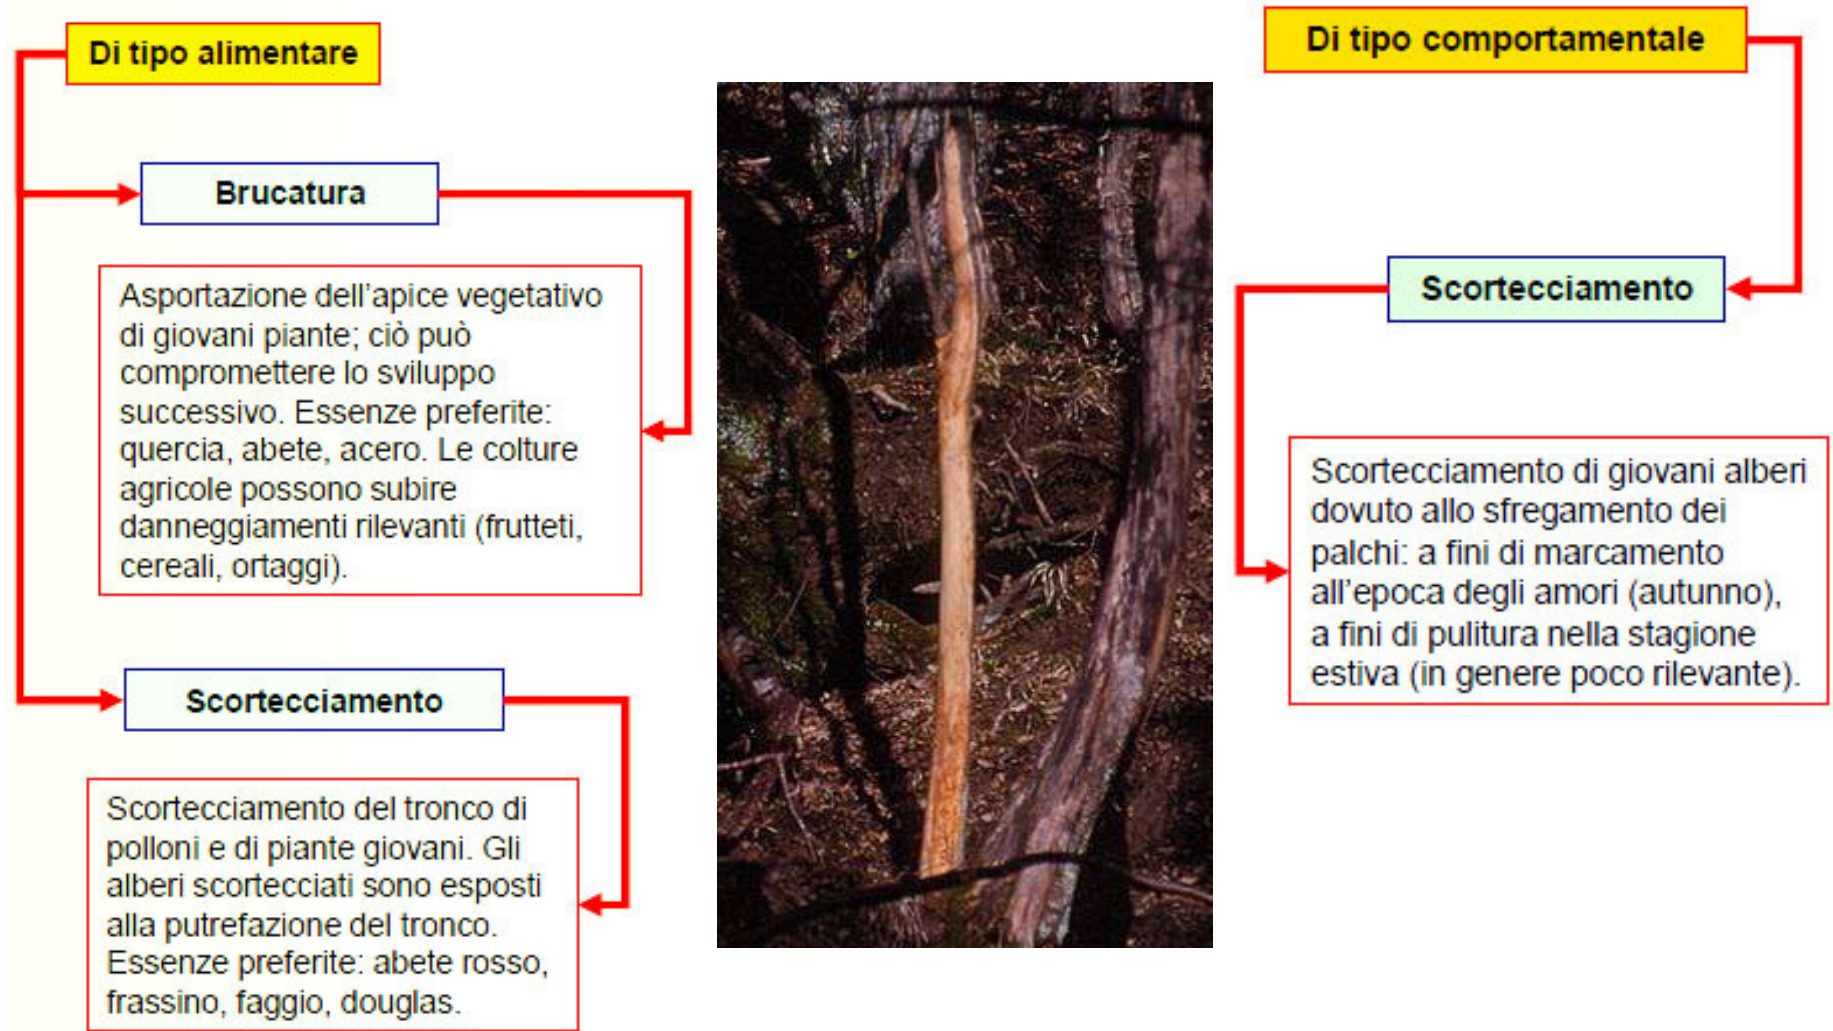 Di tipo alimentare
Brucatura
Asportazione dell'apice vegetativo
di giovani piante; ciò può
compromettere lo sviluppo
successivo. Essenze preferite:
quercia, abete, acero. Le colture
agricole possono subire
danneggiamenti rilevanti (frutteti,
cereali, ortaggi).
Scortecciamento
Scortecciamento del tronco di
polloni e di piante giovani. Gli
alberi scortecciati sono esposti
alla putrefazione del tronco.
Essenze preferite: abete rosso,
frassino, faggio, douglas.
Di tipo comportamentale
Scortecciamento
Scortecciamento di giovani alberi
dovuto allo sfregamento dei
palchi: a fini di marcamento
all'epoca degli amori (autunno),
a fini di pulitura nella stagione
estiva (in genere poco rilevante).